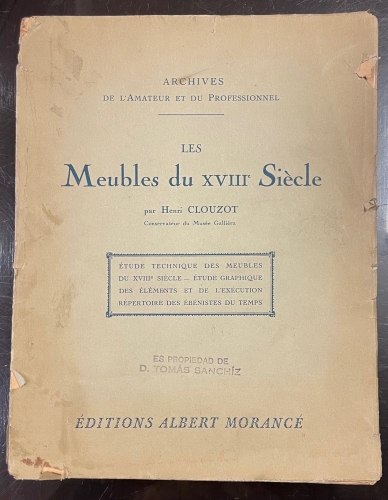 ARCHIVES
DE L'AMATEUR ET DU PROFESSIONNEL
LES
Meubles du XVIIIe Siècle
par Henri CLOUZOT
Conservateur du Musée Galliéra
ÉTUDE TECHNIQUE DES MEUBLES
DU XVIIIe SIÈCLE — ÉTUDE GRAPHIQUE
DES ÉLÉMENTS ET DE L'EXÉCUTION
RÉPERTOIRE DES ÉBÉNISTES DU TEMPS
ES PROPIEDAD DE
D. TOMÁS SANCHÍZ
ÉDITIONS ALBERT MORANCÉ